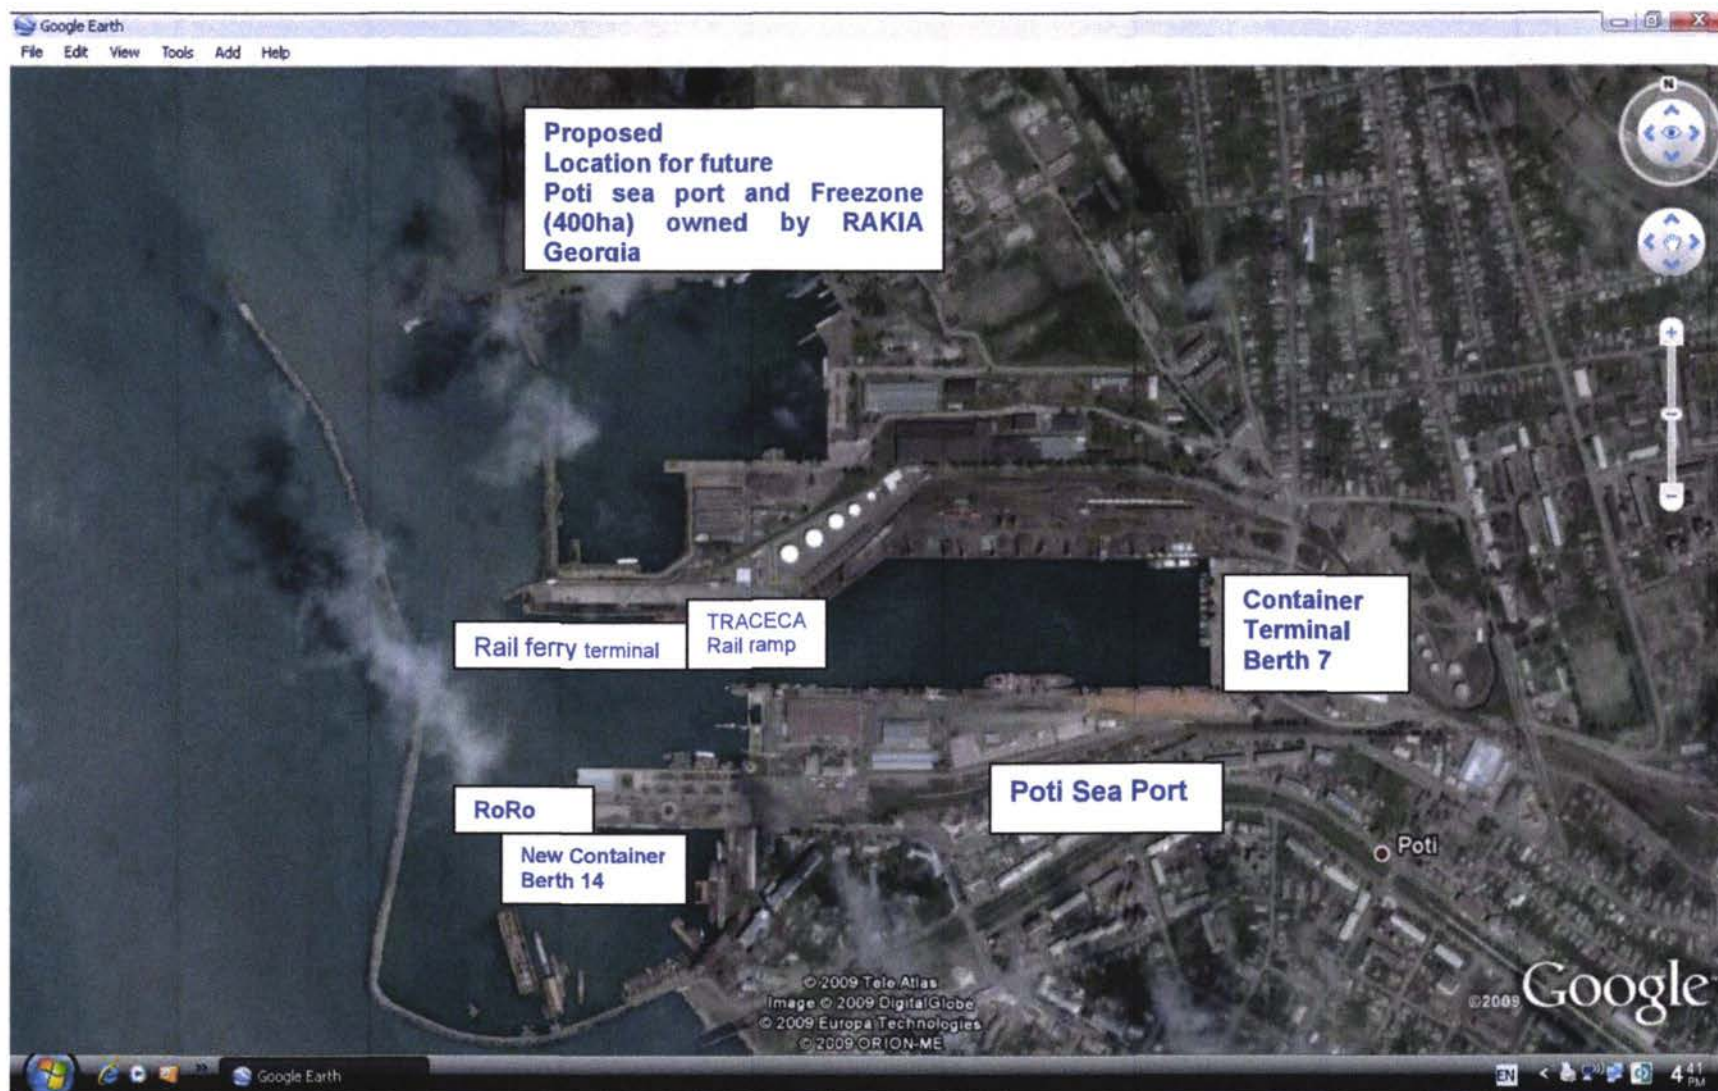 Google Earth
File Edit View Tools Add Help
N
Proposed
Location for future
Poti sea port and Freezone
(400ha) owned by RAKIA
Georgia
TRACECA
Rail ramp
Rail ferry terminal
Container
Terminal
Berth 7
RoRo
Poti Sea Port
New Container
Berth 14
Poti
© 2009 Tele Atlas
Image © 2009 DigitalGlobe
© 2009 Europa Technologies
© 2009 ORION-ME
©2009 Google
Google Earth
EN
4:41 PM